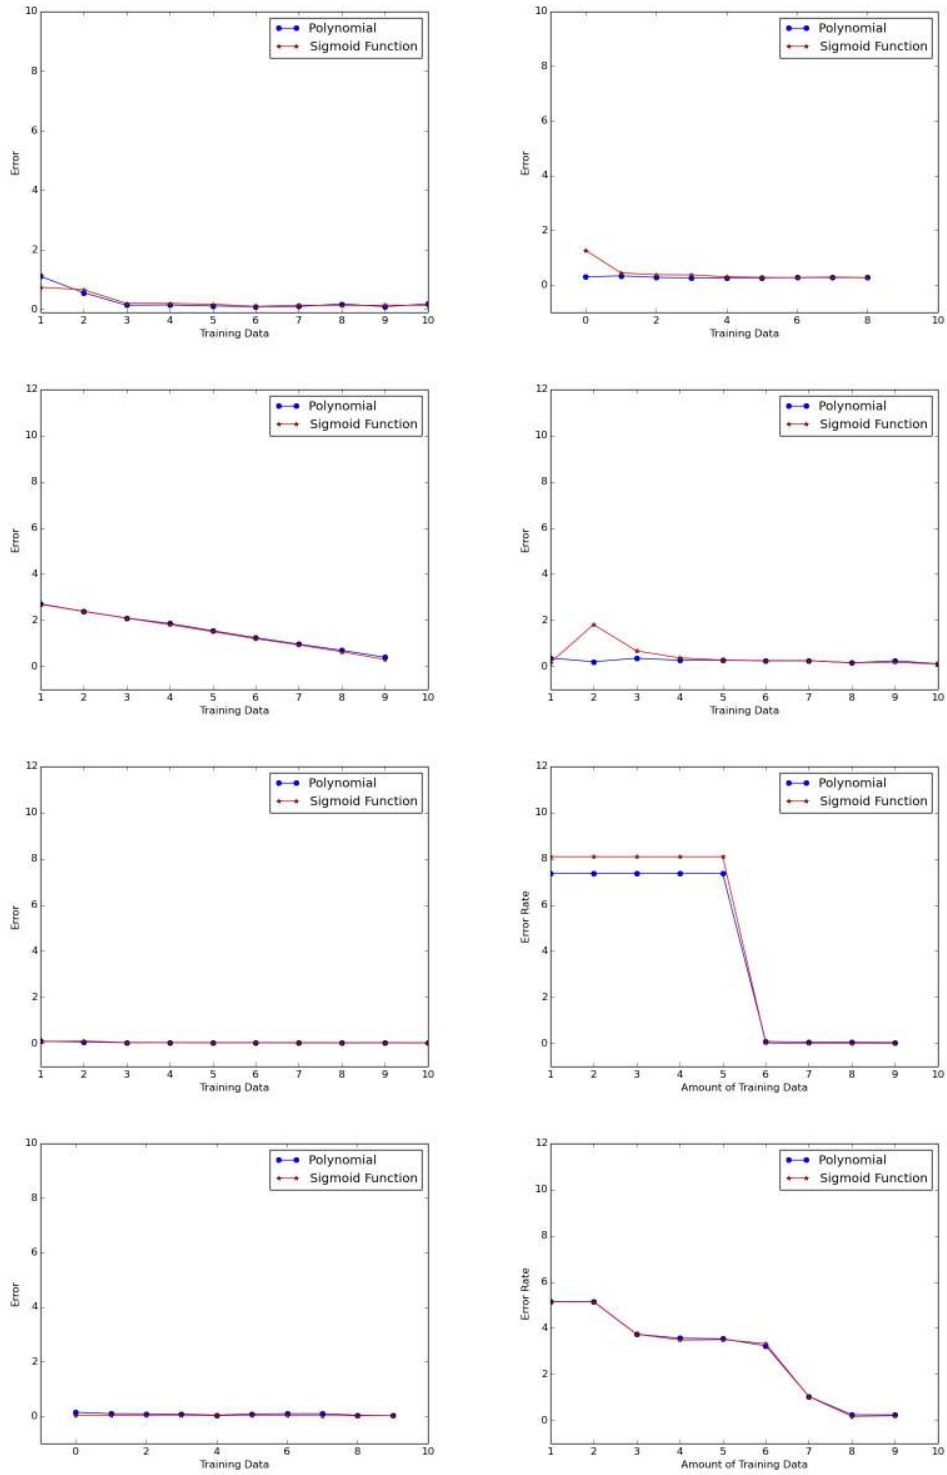 10
8
6
4
2
0
Error
1 2 3 4 5 6 7 8 9 10
Training Data
Polynomial
Sigmoid Function
10
8
6
4
2
0
Error
0 2 4 6 8 10
Training Data
Polynomial
Sigmoid Function
12
10
8
6
4
2
0
Error
1 2 3 4 5 6 7 8 9 10
Training Data
Polynomial
Sigmoid Function
12
10
8
6
4
2
0
Error
1 2 3 4 5 6 7 8 9 10
Training Data
Polynomial
Sigmoid Function
12
10
8
6
4
2
0
Error
1 2 3 4 5 6 7 8 9 10
Training Data
Polynomial
Sigmoid Function
12
10
8
6
4
2
0
Error Rate
1 2 3 4 5 6 7 8 9 10
Amount of Training Data
Polynomial
Sigmoid Function
10
8
6
4
2
0
Error
0 2 4 6 8 10
Training Data
Polynomial
Sigmoid Function
12
10
8
6
4
2
0
Error Rate
1 2 3 4 5 6 7 8 9 10
Amount of Training Data
Polynomial
Sigmoid Function